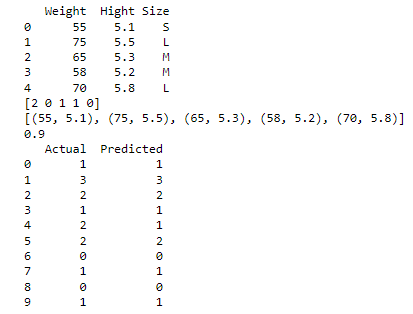 Weight Hight Size
0 55 5.1 S
1 75 5.5 L
2 65 5.3 M
3 58 5.2 M
4 70 5.8 L
[2 0 1 1 0]
[(55, 5.1), (75, 5.5), (65, 5.3), (58, 5.2), (70, 5.8)]
0.9
Actual Predicted
0 1 1
1 3 3
2 2 2
3 1 1
4 2 1
5 2 2
6 0 0
7 1 1
8 0 0
9 1 1